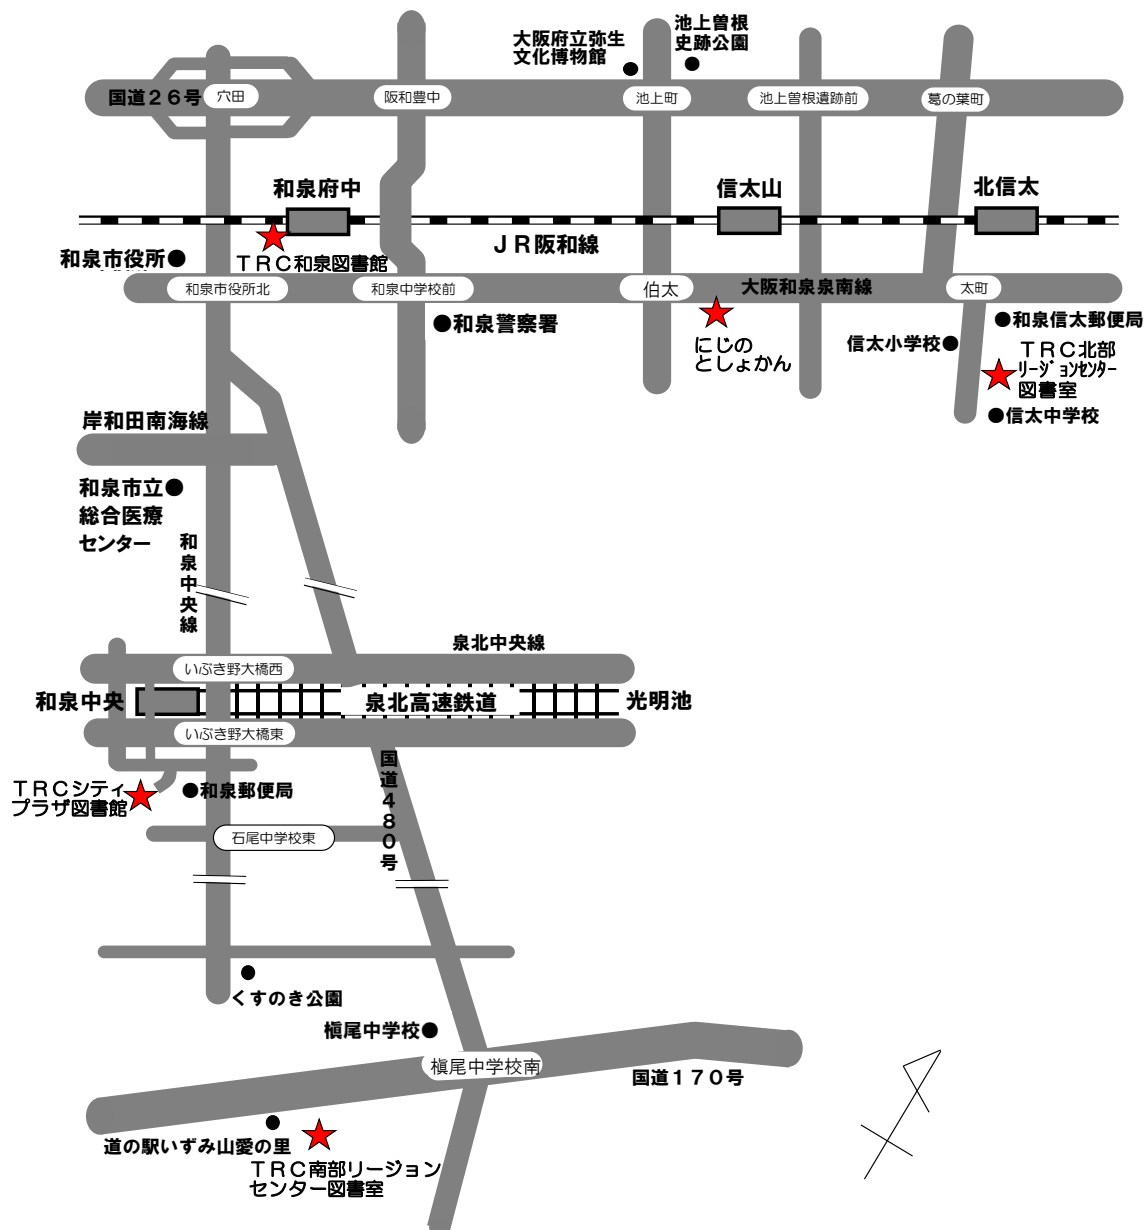 池上曽根
史跡公園
大阪府立弥生
文化博物館
国道２６号
穴田
阪和豊中
池上町
池上曽根遺跡前
葛の葉町
和泉府中
信太山
北信太
ＪＲ阪和線
和泉市役所
ＴＲＣ和泉図書館
和泉市役所北
和泉中学校前
伯太
大阪和泉泉南線
太町
和泉警察署
和泉信太郵便局
にじの
としょかん
信太小学校
ＴＲＣ北部
ﾘｰｼﾞｮﾝｾﾝﾀｰ
図書室
信太中学校
岸和田南海線
和泉市立
総合医療
センター
和泉中央線
泉北中央線
いぶき野大橋西
和泉中央
泉北高速鉄道
光明池
いぶき野大橋東
国道４８０号
ＴＲＣシティ
プラザ図書館
和泉郵便局
石尾中学校東
くすのき公園
槇尾中学校
槇尾中学校南
国道１７０号
道の駅いずみ山愛の里
ＴＲＣ南部リージョン
センター図書室